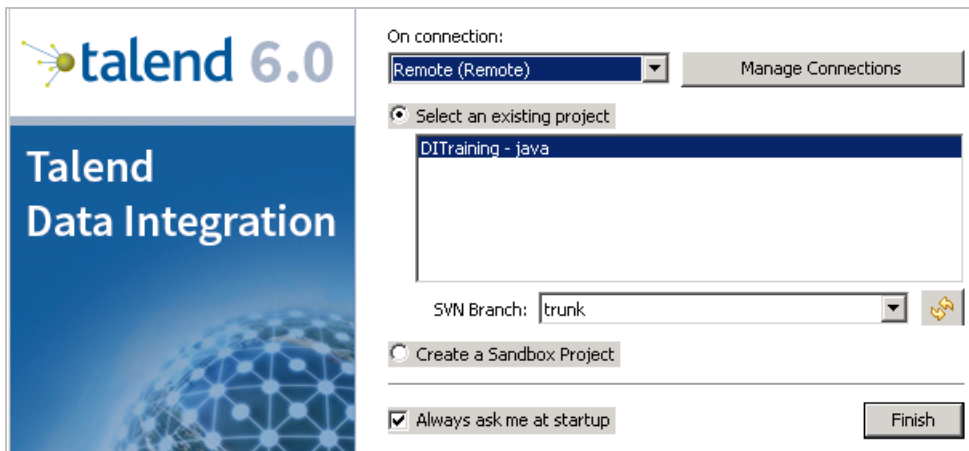 talend 6.0
Talend
Data Integration
On connection:
Remote (Remote)
Manage Connections
Select an existing project
DITraining - java
SVN Branch:
trunk
Create a Sandbox Project
Always ask me at startup
Finish